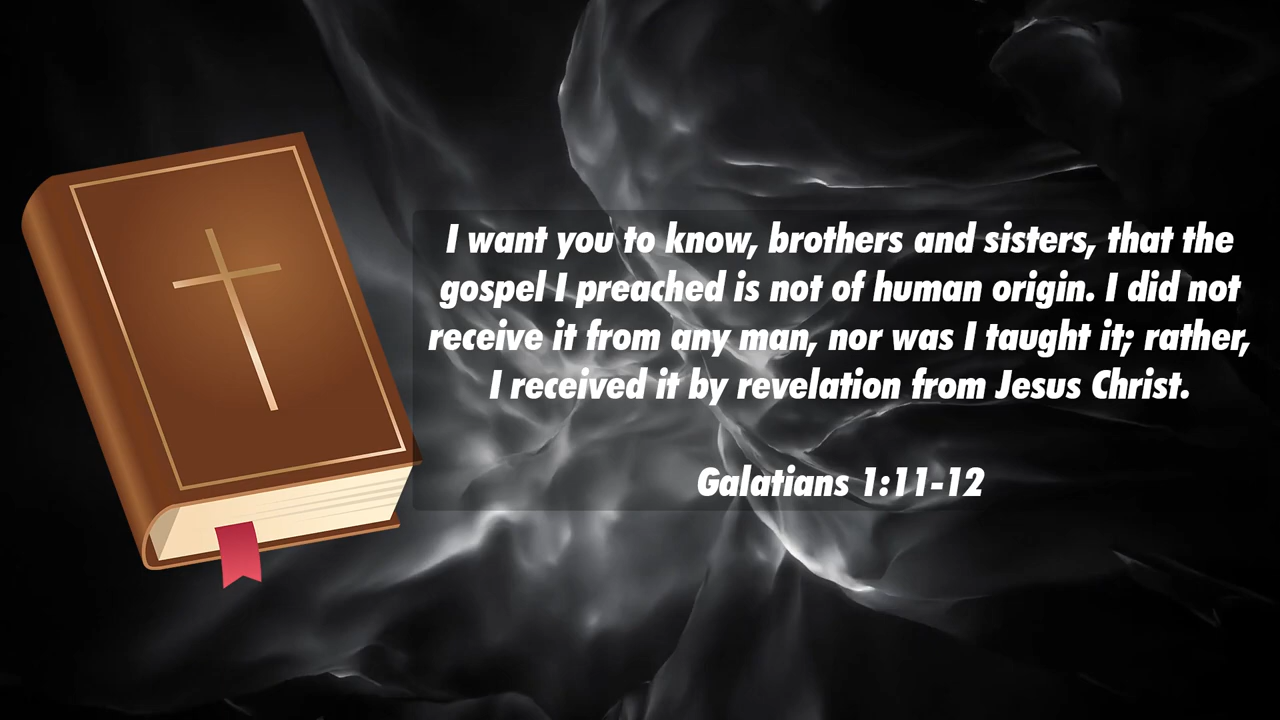 I want you to know, brothers and sisters, that the
gospel I preached is not of human origin. I did not
receive it from any man, nor was I taught it; rather,
I received it by revelation from Jesus Christ.
Galatians 1:11-12